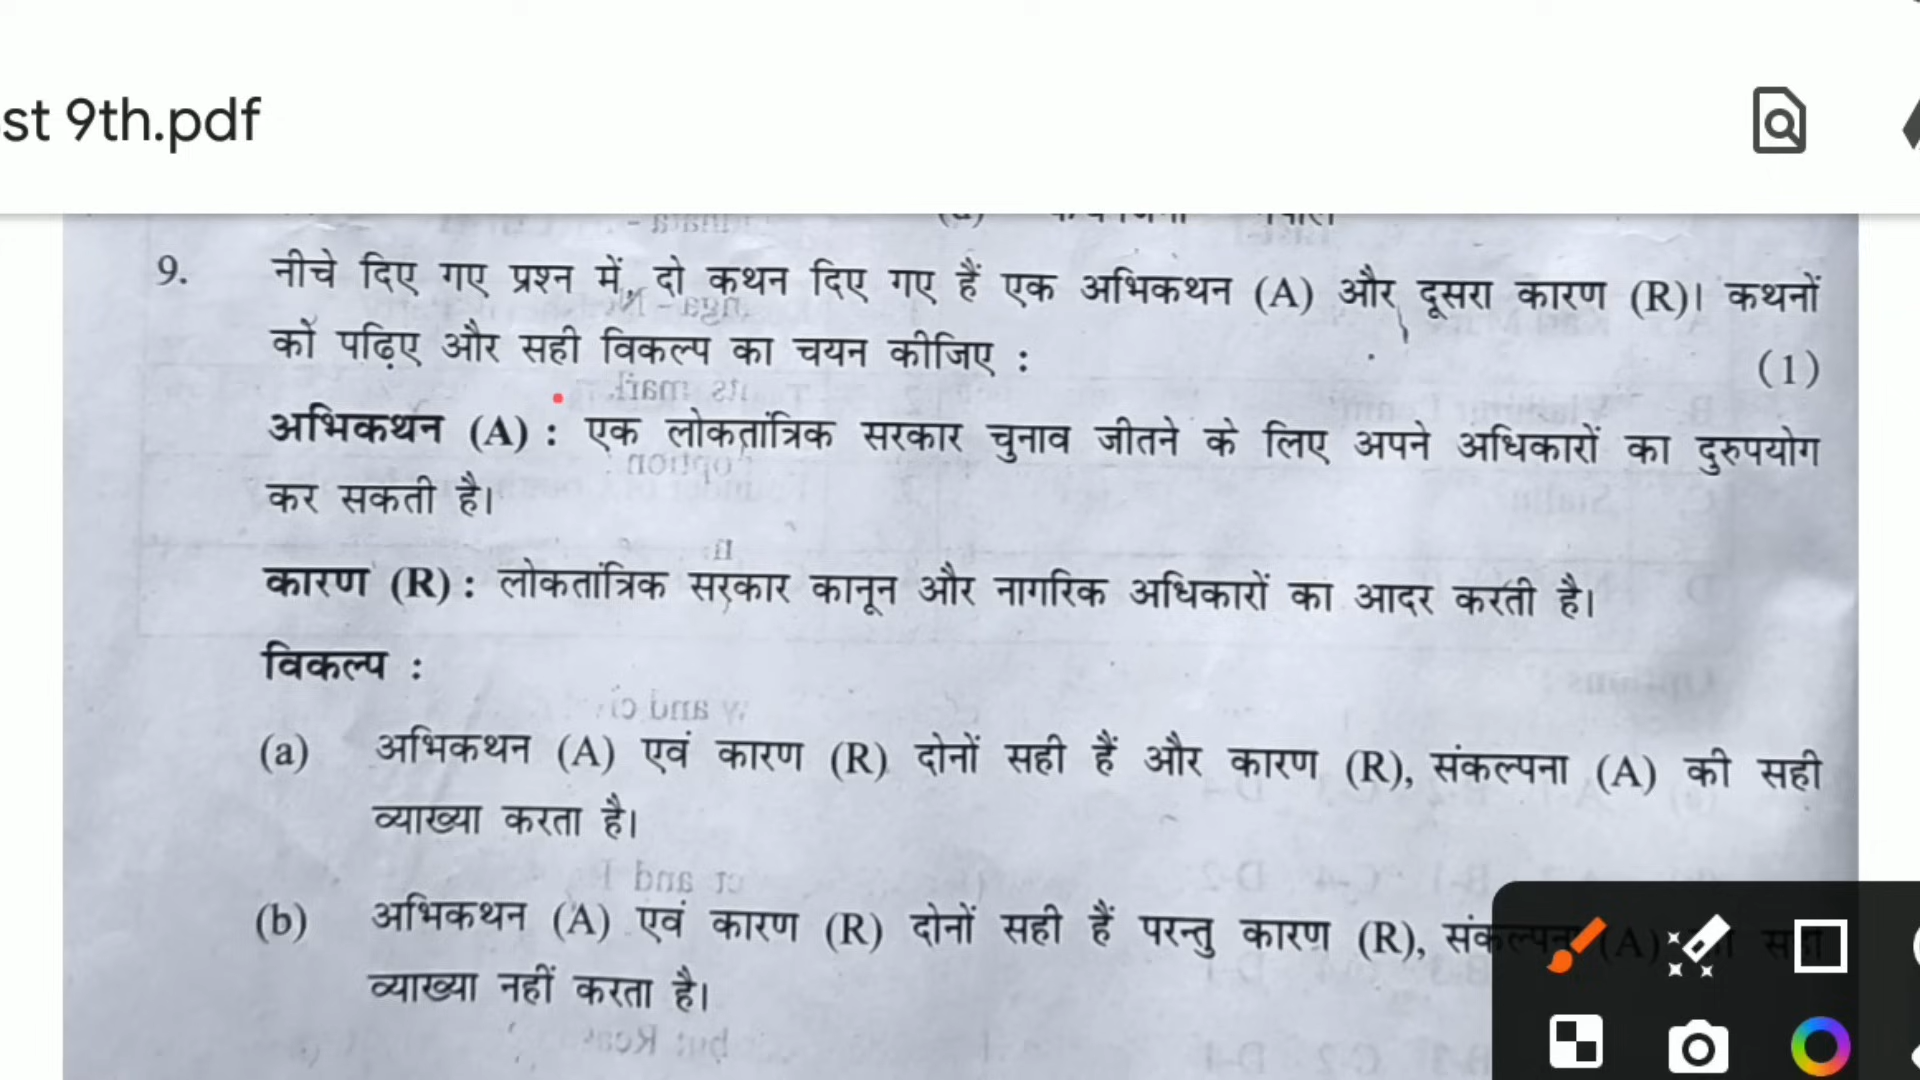 st 9th.pdf
9. नीचे दिए गए प्रश्न में, दो कथन दिए गए हैं एक अभिकथन (A) और दूसरा कारण (R)। कथनों
को पढ़िए और सही विकल्प का चयन कीजिए : (1)
अभिकथन (A) : एक लोकतांत्रिक सरकार चुनाव जीतने के लिए अपने अधिकारों का दुरुपयोग
कर सकती है।
कारण (R) : लोकतांत्रिक सरकार कानून और नागरिक अधिकारों का आदर करती है।
विकल्प :
(a) अभिकथन (A) एवं कारण (R) दोनों सही हैं और कारण (R), संकल्पना (A) की सही
व्याख्या करता है।
(b) अभिकथन (A) एवं कारण (R) दोनों सही हैं परन्तु कारण (R), संकल्पना (A)
व्याख्या नहीं करता है।